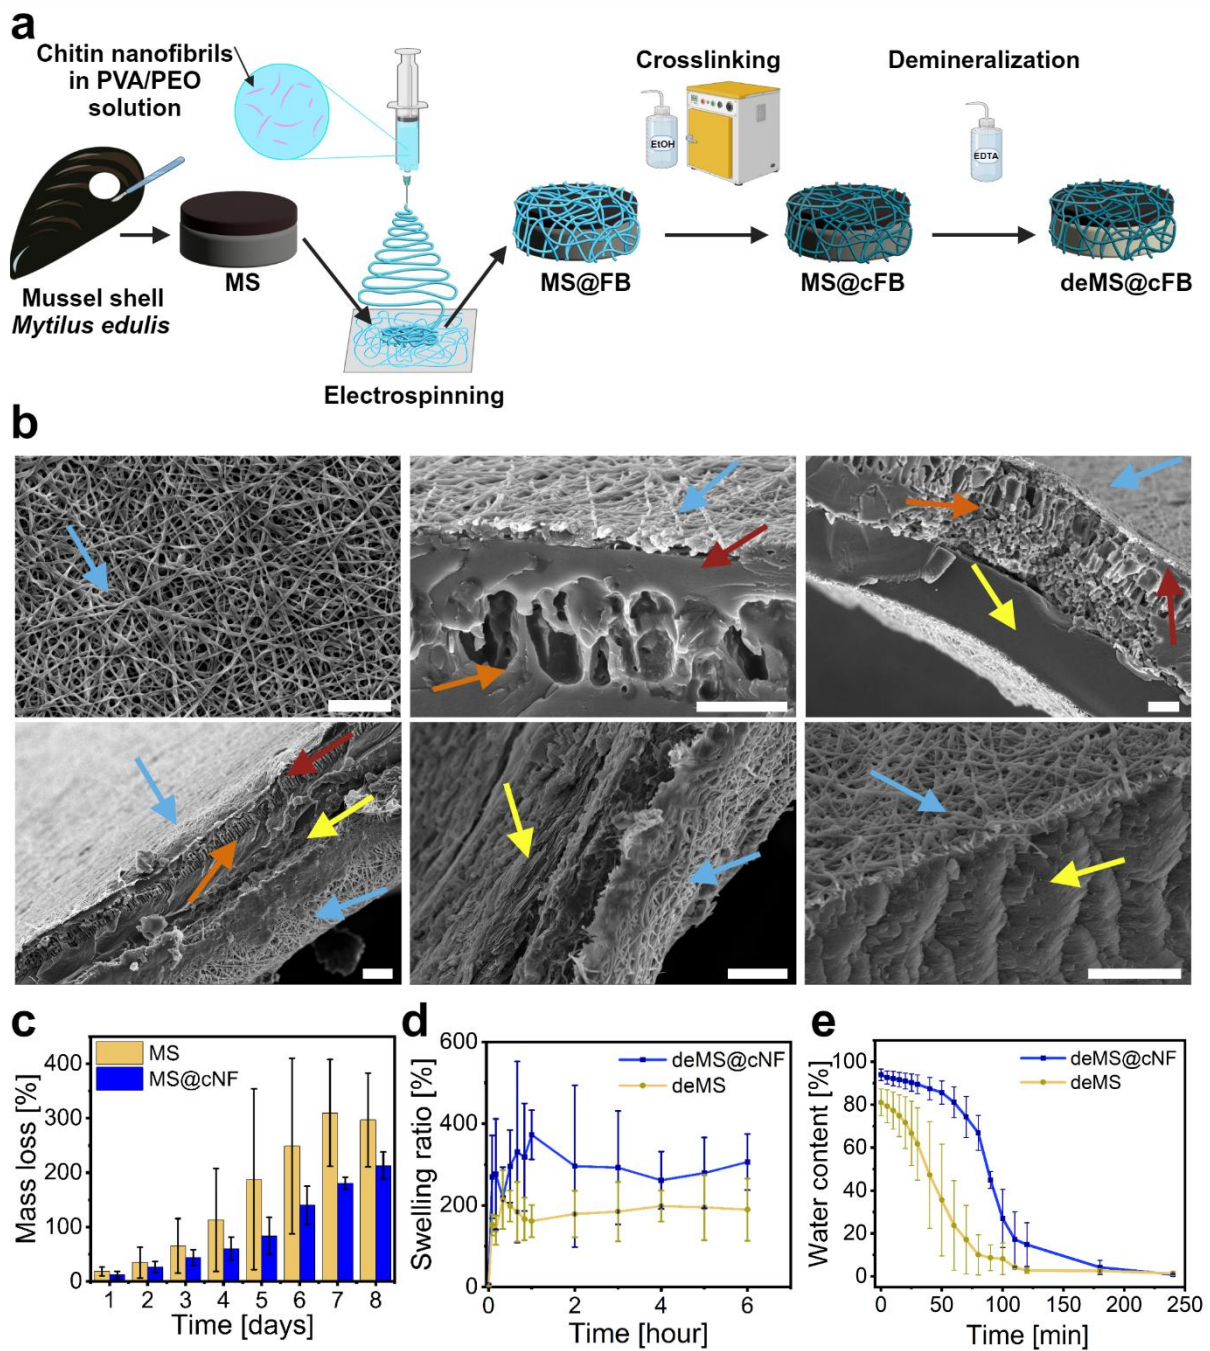 a
Chitin nanofibrils
in PVA/PEO
solution
Crosslinking
Demineralization
EtOH
EDTA
MS
MS@FB
MS@cFB
deMS@cFB
Mussel shell
Mytilus edulis
Electrospinning
b
c
Mass loss [%]
400
300
200
100
0
MS
MS@cNF
1 2 3 4 5 6 7 8
Time [days]
d
Swelling ratio [%]
600
400
200
0
deMS@cNF
deMS
0 2 4 6
Time [hour]
e
Water content [%]
100
80
60
40
20
0
deMS@cNF
deMS
0 50 100 150 200 250
Time [min]